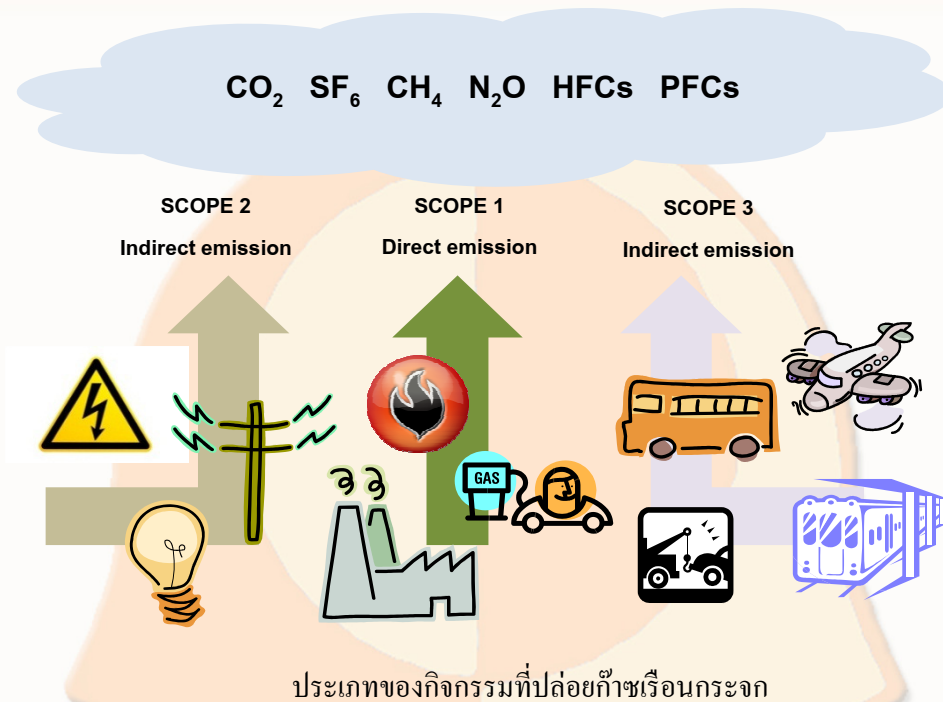 CO₂ SF₆ CH₄ N₂O HFCs PFCs
SCOPE 2
Indirect emission
SCOPE 1
Direct emission
SCOPE 3
Indirect emission
GAS
ประเภทของกิจกรรมที่ปล่อยก๊าซเรือนกระจก